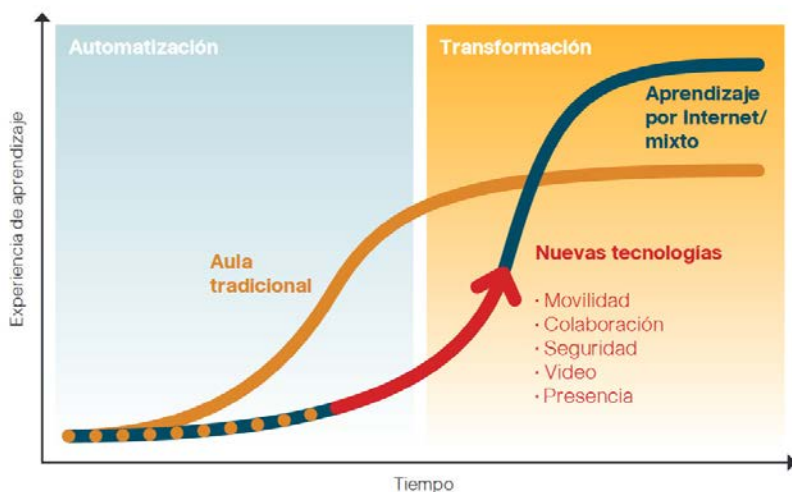 Automatización
Transformación
Aprendizaje
por Internet/
mixto
Experiencia de aprendizaje
Aula
tradicional
Nuevas tecnologías
· Movilidad
· Colaboración
· Seguridad
· Video
· Presencia
Tiempo